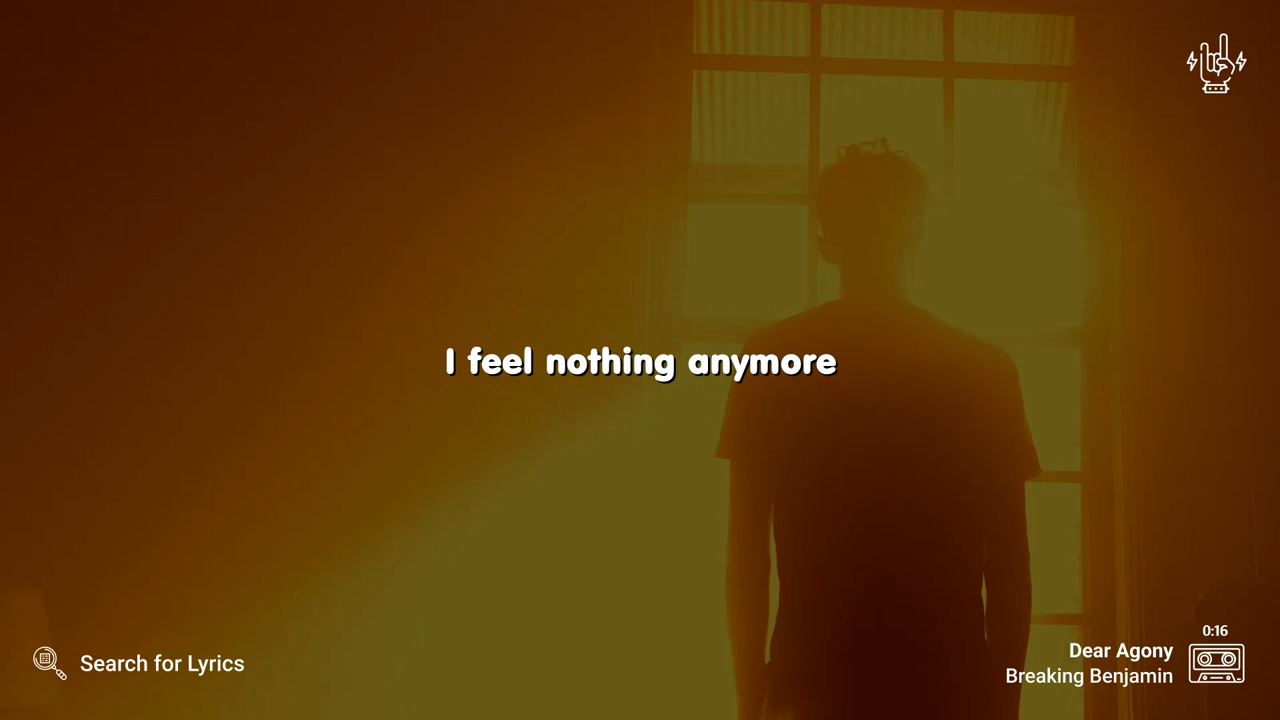 I feel nothing anymore
0:16
Dear Agony
Breaking Benjamin
Search for Lyrics